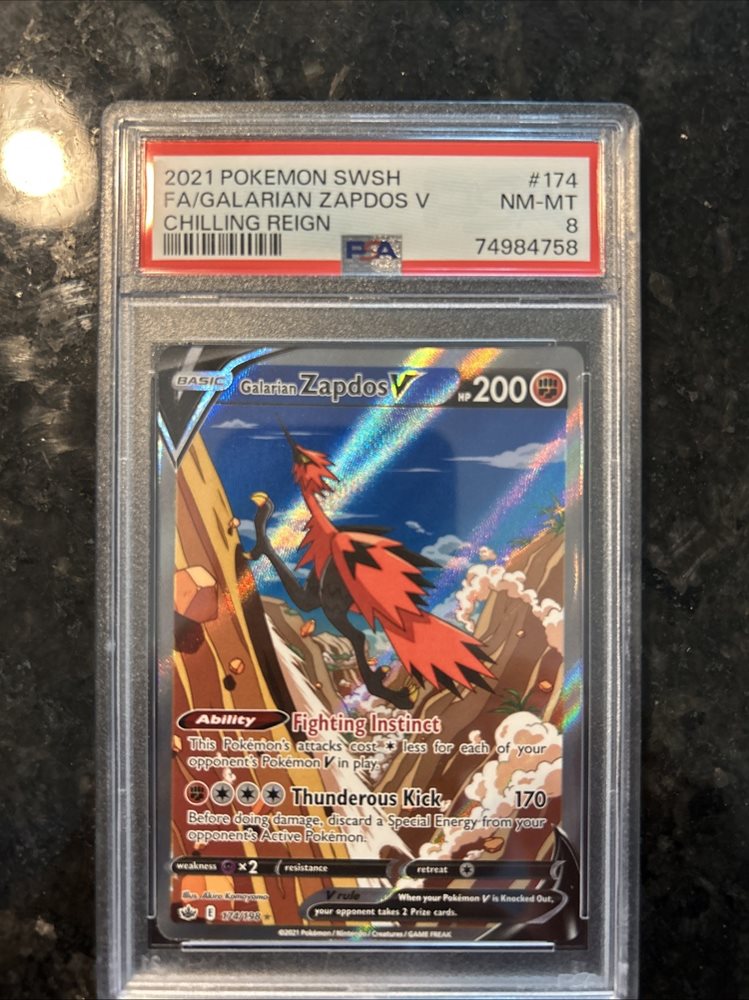 2021 POKEMON SWSH #174
FA/GALARIAN ZAPDOS V NM-MT
CHILLING REIGN 8
PSA 74984758
BASIC Galarian Zapdos V HP 200
Ability Fighting Instinct
This Pokémon's attacks cost less for each of your
opponent's Pokémon V in play.
Thunderous Kick 170
Before doing damage, discard a Special Energy from your
opponent's Active Pokémon.
weakness ×2 resistance retreat
V rule When your Pokémon V is Knocked Out,
your opponent takes 2 Prize cards.
Illus. Akira Komayama
E 174/198
©2021 Pokémon / Nintendo / Creatures / GAME FREAK